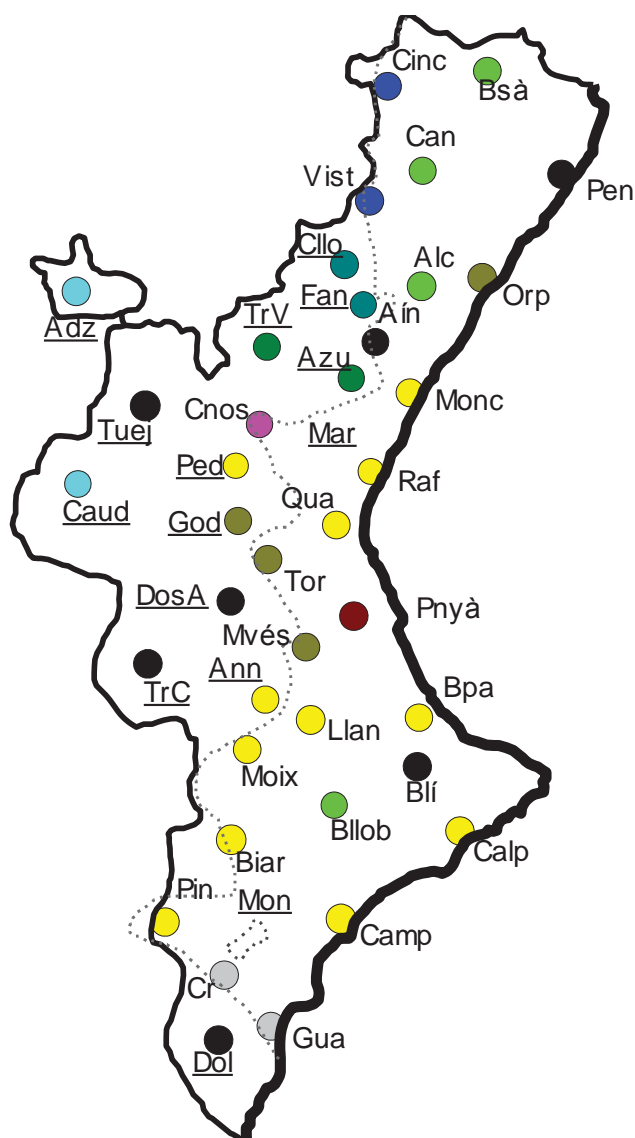 Cinc
Bsà
Can
Pen
Vist
Cllo
Alc
Orp
Fan
Adz
TrV
Aín
Azu
Monc
Cnos
Tuej
Mar
Ped
Raf
Caud
Qua
God
Tor
DosA
Pnyà
Mvés
TrC
Ann
Bpa
Llan
Moix
Blí
Bllob
Calp
Biar
Pin
Mon
Camp
Cr
Gua
Dol